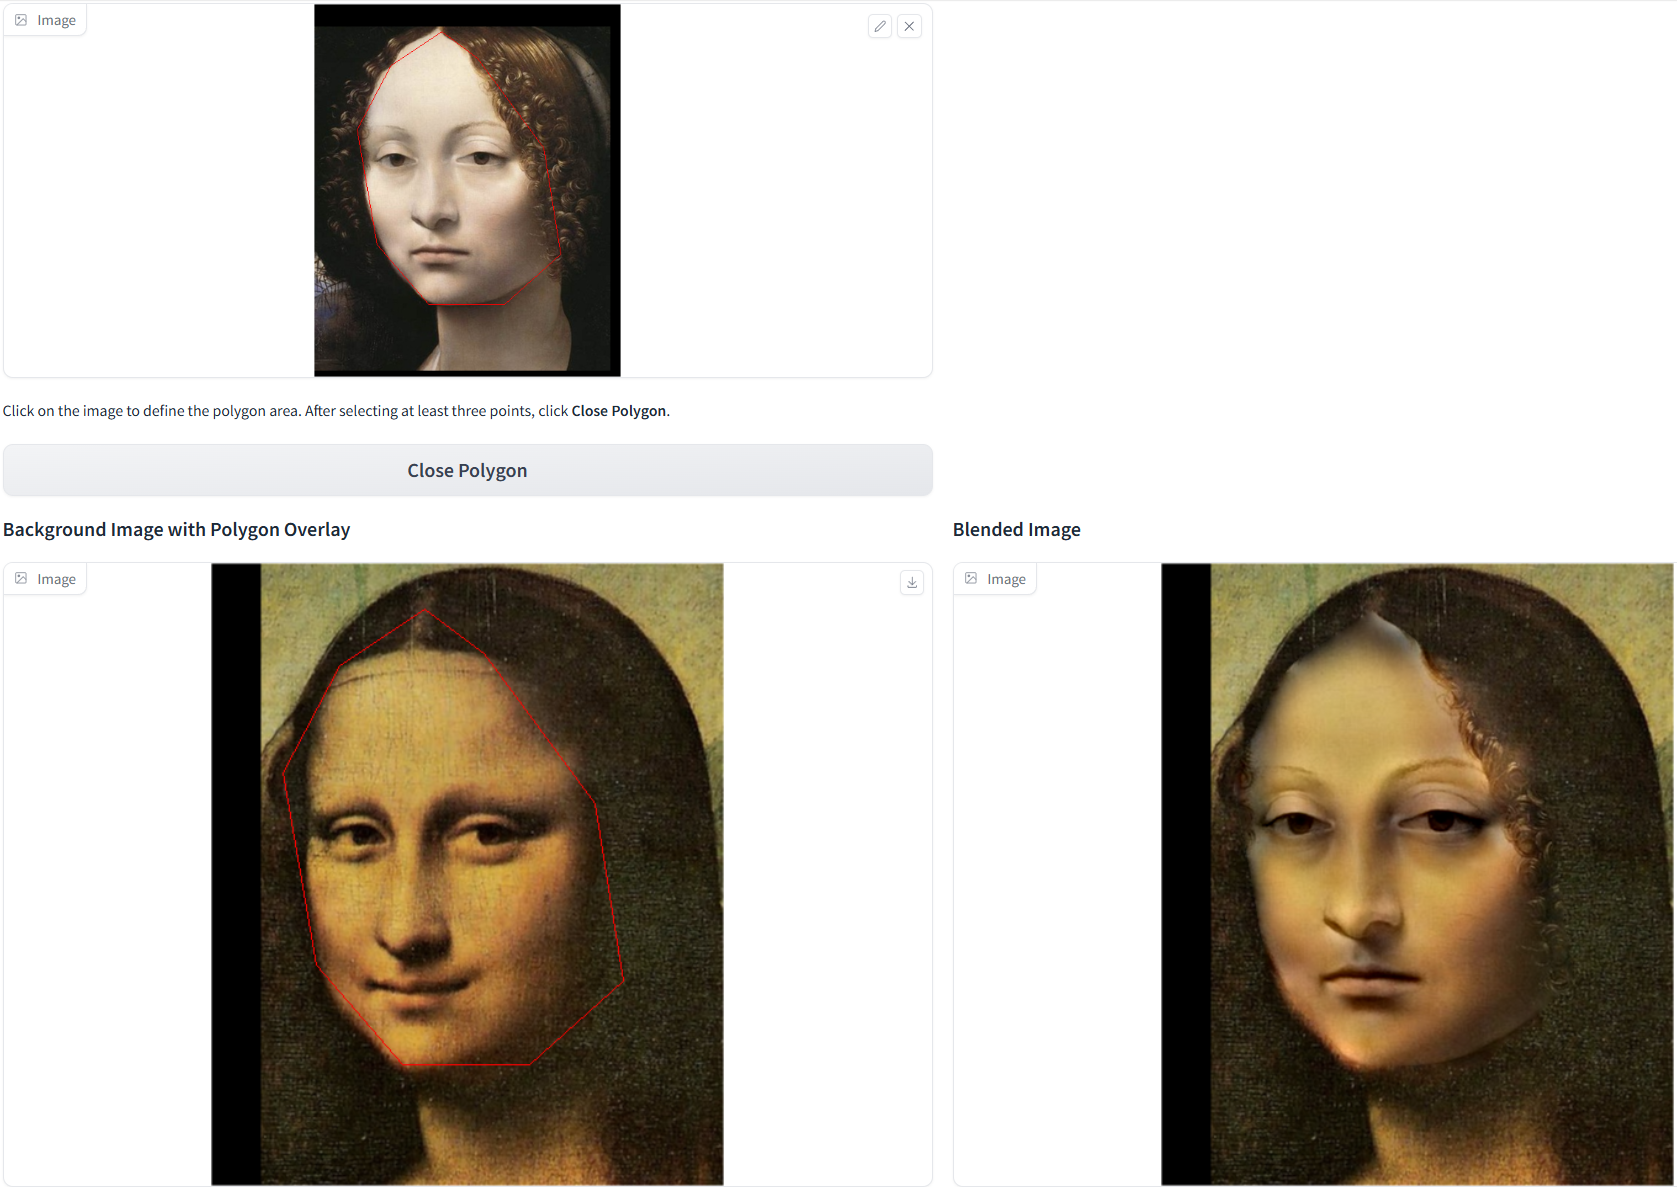 Image
Click on the image to define the polygon area. After selecting at least three points, click Close Polygon.
Close Polygon
Background Image with Polygon Overlay
Blended Image
Image
Image